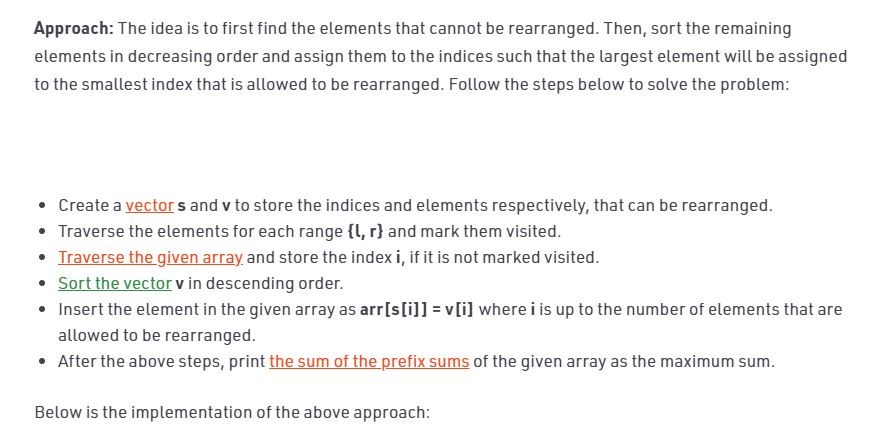 Approach: The idea is to first find the elements that cannot be rearranged. Then, sort the remaining
elements in decreasing order and assign them to the indices such that the largest element will be assigned
to the smallest index that is allowed to be rearranged. Follow the steps below to solve the problem:
• Create a vector s and v to store the indices and elements respectively, that can be rearranged.
• Traverse the elements for each range {l, r} and mark them visited.
• Traverse the given array and store the index i, if it is not marked visited.
• Sort the vector v in descending order.
• Insert the element in the given array as arr[s[i]] = v[i] where i is up to the number of elements that are
allowed to be rearranged.
• After the above steps, print the sum of the prefix sums of the given array as the maximum sum.
Below is the implementation of the above approach: